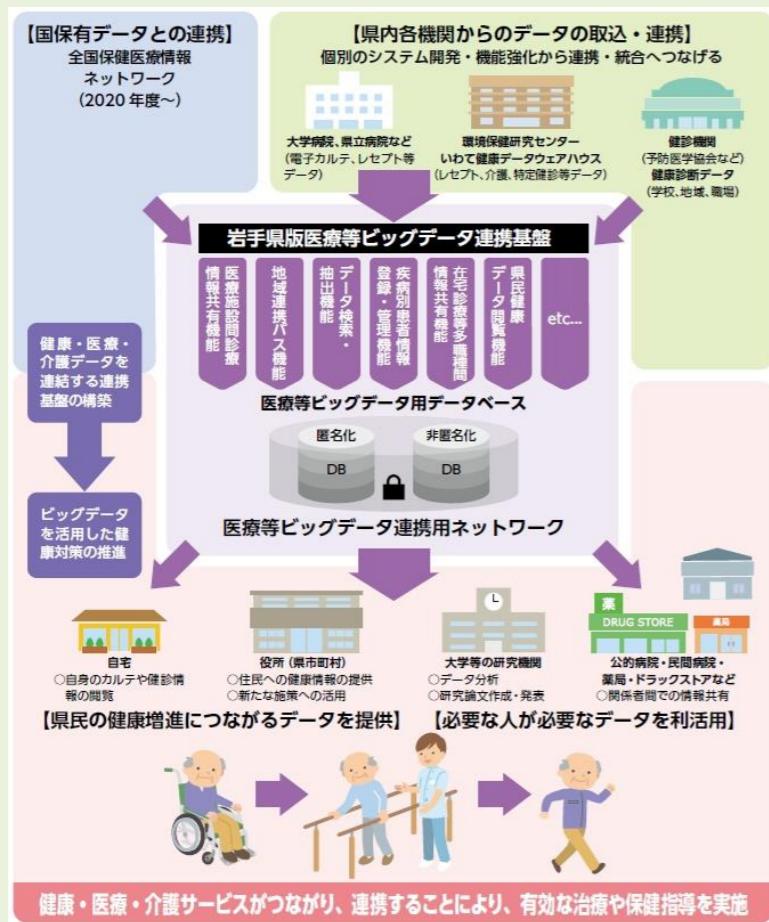 【国保有データとの連携】
全国保健医療情報
ネットワーク
(2020年度～)
【県内各機関からのデータの取込・連携】
個別のシステム開発・機能強化から連携・統合へつなげる
大学病院、県立病院など
(電子カルテ、レセプト等
データ)
環境保健研究センター
いわて健康データウェアハウス
(レセプト、介護、特定健診等データ)
健診機関
(予防医学協会など)
健康診断データ
(学校、地域、職場)
岩手県版医療等ビッグデータ連携基盤
医療施設間診療
情報共有機能
地域連携パス機能
データ検索・
抽出機能
疾病別患者情報
登録・管理機能
在宅診療等多職種間
情報共有機能
県民健康
データ閲覧機能
etc...
健康・医療・
介護データを
連結する連携
基盤の構築
医療等ビッグデータ用データベース
匿名化
DB
非匿名化
DB
医療等ビッグデータ連携用ネットワーク
ビッグデータ
を活用した健
康対策の推進
自宅
○自身のカルテや健診情
報の閲覧
役所(県市町村)
○住民への健康情報の提供
○新たな施策への活用
大学等の研究機関
○データ分析
○研究論文作成・発表
薬
DRUG STORE
薬局
公的病院・民間病院・
薬局・ドラックストアなど
○関係者間での情報共有
【県民の健康増進につながるデータを提供】
【必要な人が必要なデータを利活用】
健康・医療・介護サービスがつながり、連携することにより、有効な治療や保健指導を実施